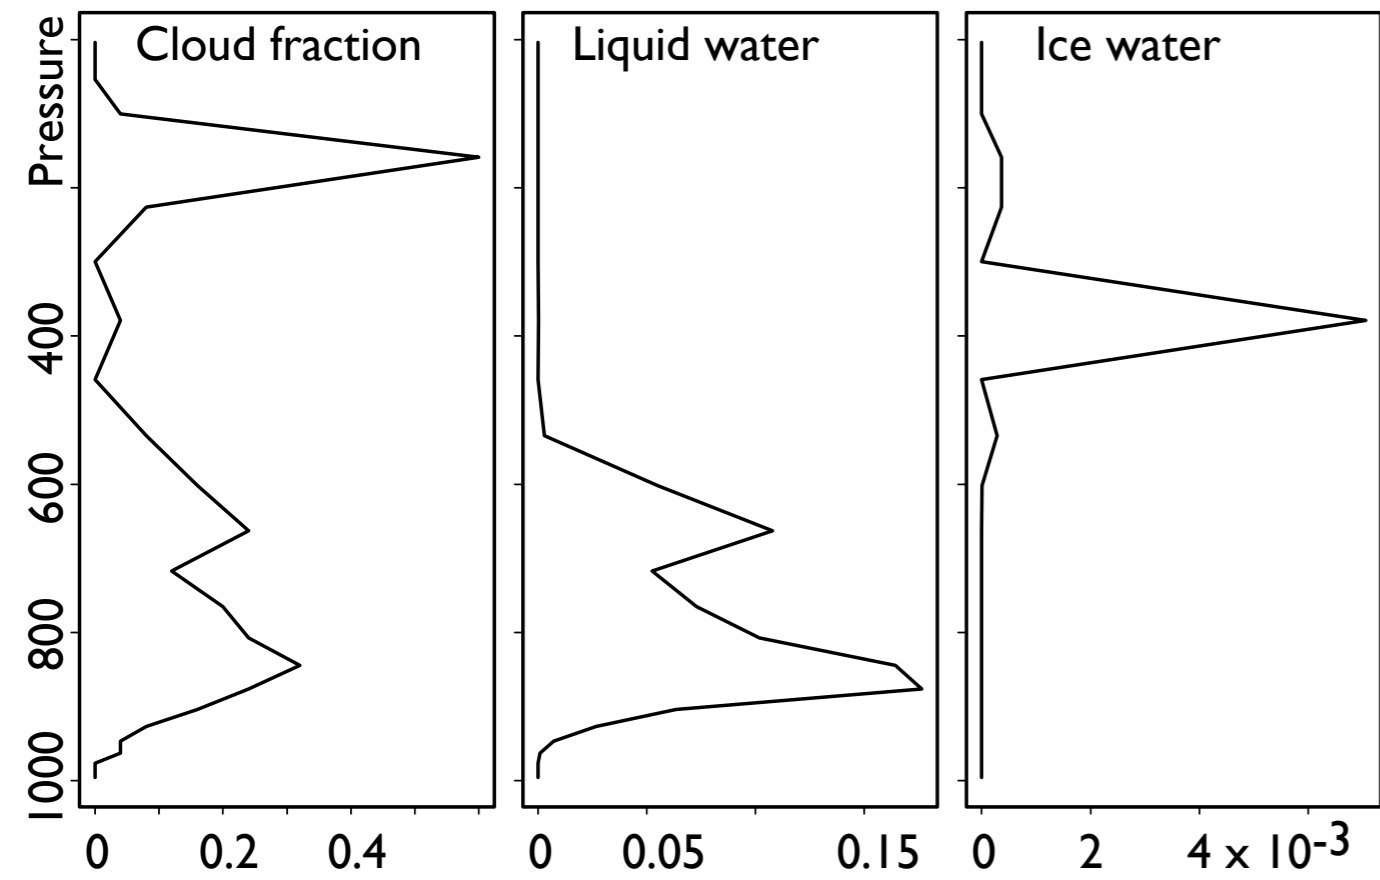 Cloud fraction
Liquid water
Ice water
Pressure
400
600
800
1000
0 0.2 0.4
0 0.05 0.15
0 2 4 x 10-3